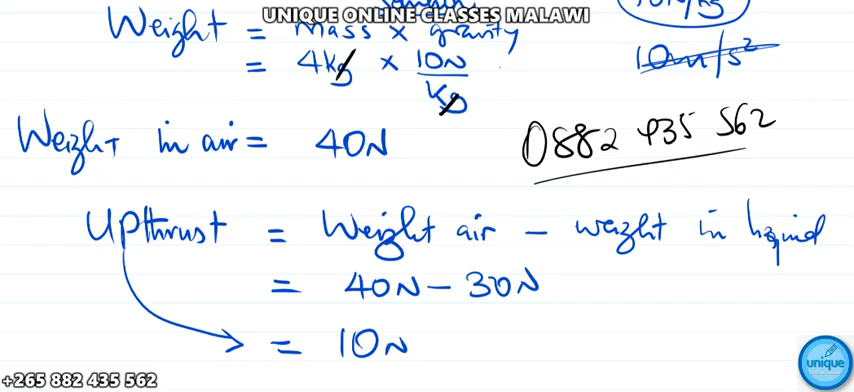 UNIQUE ONLINE CLASSES MALAWI
Weight = mass x gravity
= 4kg x 10N
kg
10m/s²
Weight in air = 40N
0882 435 562
Upthrust = Weight air - weight in liquid
= 40N - 30N
= 10N
unique
+265 882 435 562